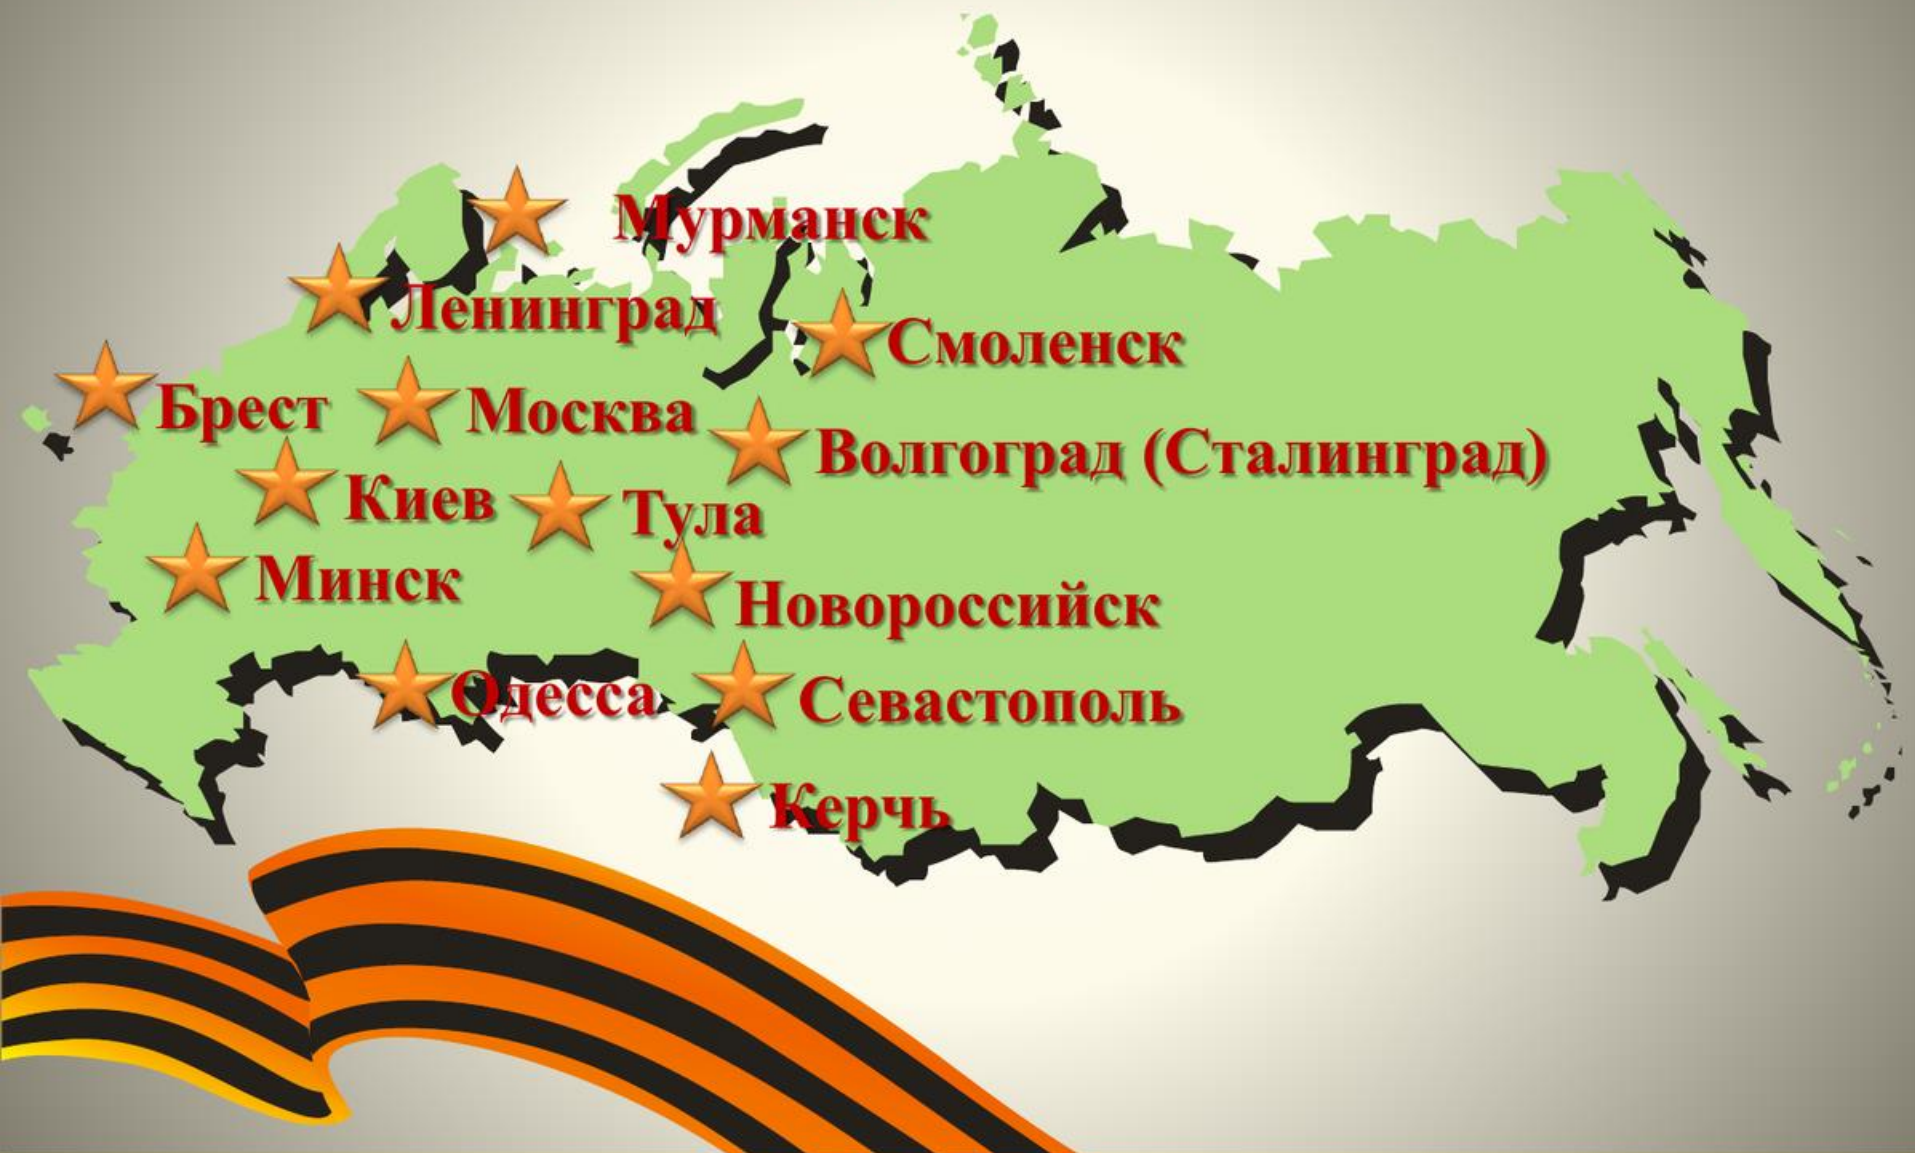 Мурманск
Ленинград
Смоленск
Брест
Москва
Волгоград (Сталинград)
Киев
Тула
Минск
Новороссийск
Одесса
Севастополь
Керчь